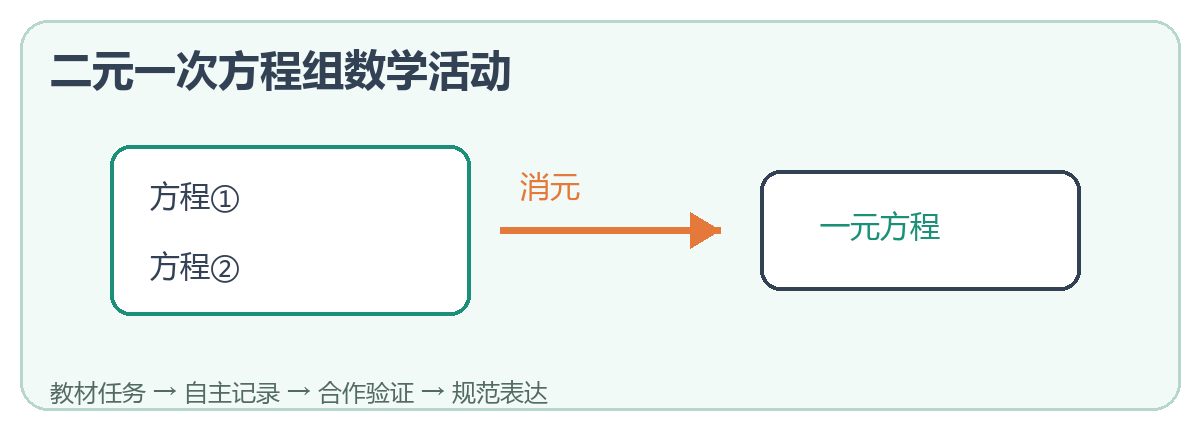 二元一次方程组数学活动
方程①
方程②
消元
一元方程
教材任务 → 自主记录 → 合作验证 → 规范表达